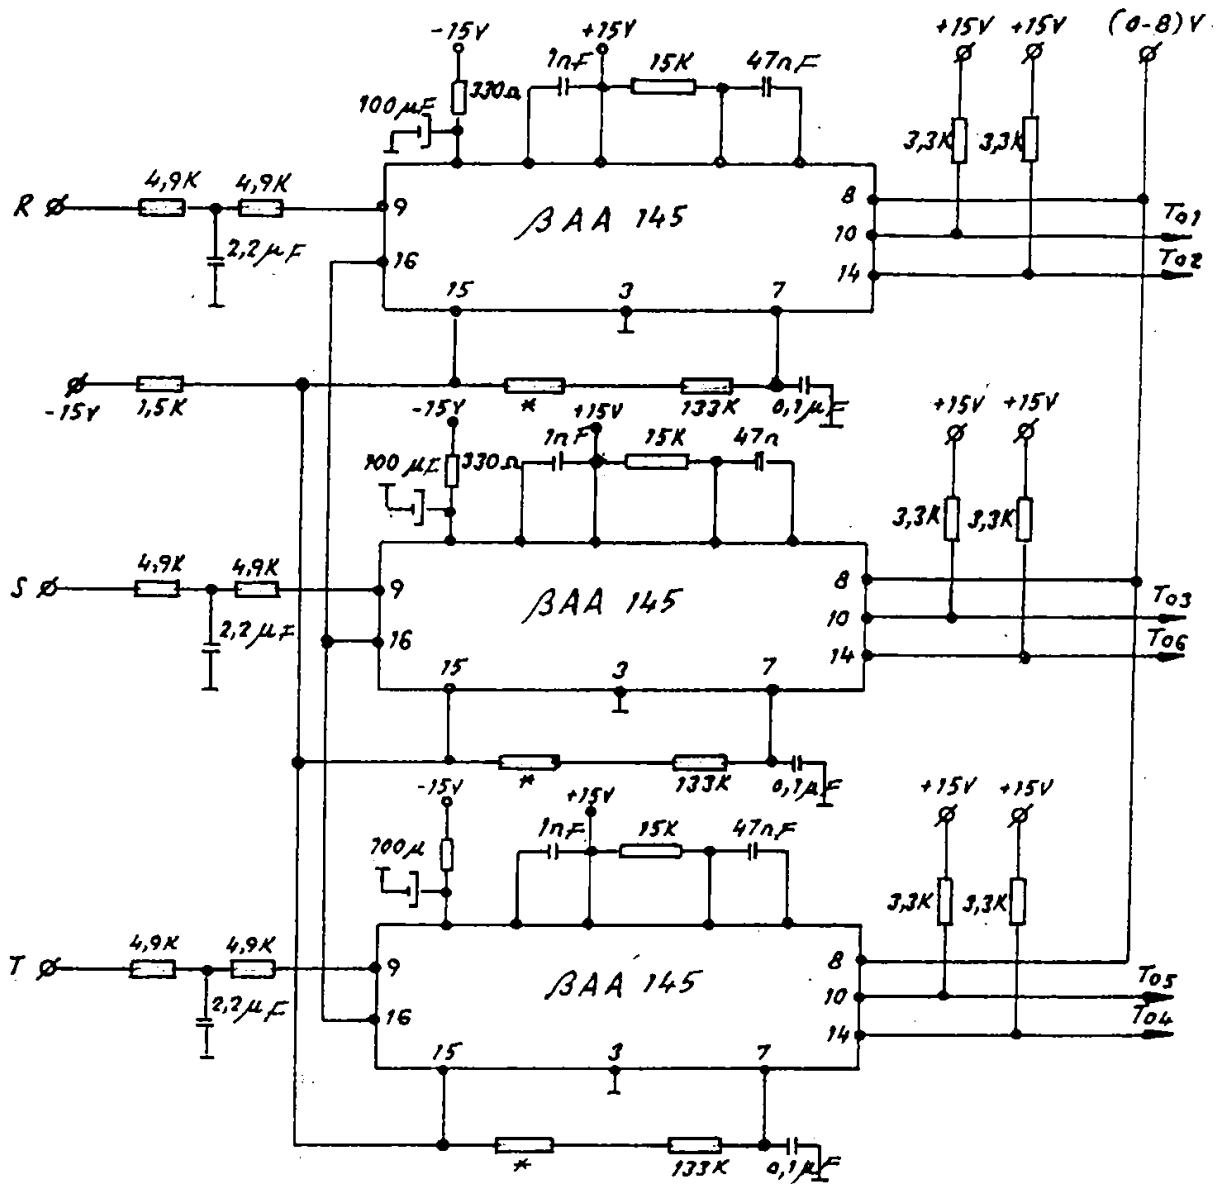 -15V +15V +15V +15V (0-8)V
1nF 15K 47nF
330Ω
100μF
3,3K 3,3K
R 4,9K 4,9K
9 βAA 145 8
To1
2,2μF
16 10
To2
14
15 3 7
-15V 1,5K * 133K 0,1μF
-15V +15V +15V +15V
1nF 15K 47n
100μF 330Ω
3,3K 3,3K
S 4,9K 4,9K
9 βAA 145 8
To3
2,2μF
16 10
To6
14
15 3 7
* 133K 0,1μF
-15V +15V +15V +15V
1nF 15K 47nF
100μ
3,3K 3,3K
T 4,9K 4,9K
9 βAA 145 8
To5
2,2μF
16 10
To4
14
15 3 7
* 133K 0,1μF